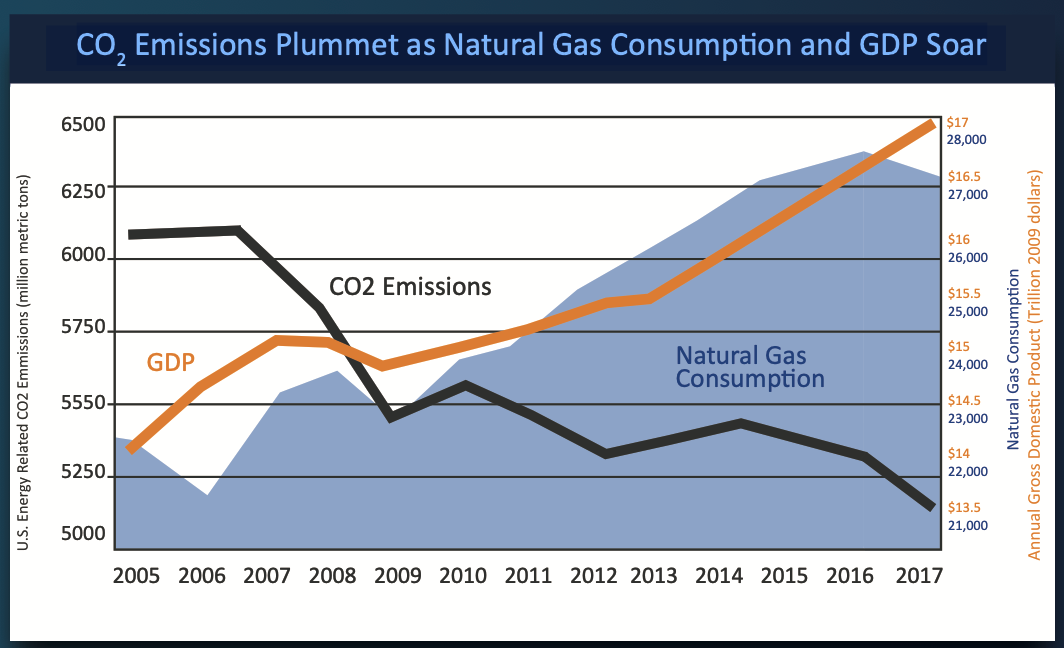 CO2 Emissions Plummet as Natural Gas Consumption and GDP Soar
U.S. Energy Related CO2 Emissions (million metric tons)
6500
6250
6000
5750
5550
5250
5000
CO2 Emissions
GDP
Natural Gas
Consumption
$17
28,000
$16.5
27,000
$16
26,000
$15.5
25,000
$15
24,000
$14.5
23,000
$14
22,000
$13.5
21,000
Natural Gas Consumption
Annual Gross Domestic Product (Trillion 2009 dollars)
2005 2006 2007 2008 2009 2010 2011 2012 2013 2014 2015 2016 2017